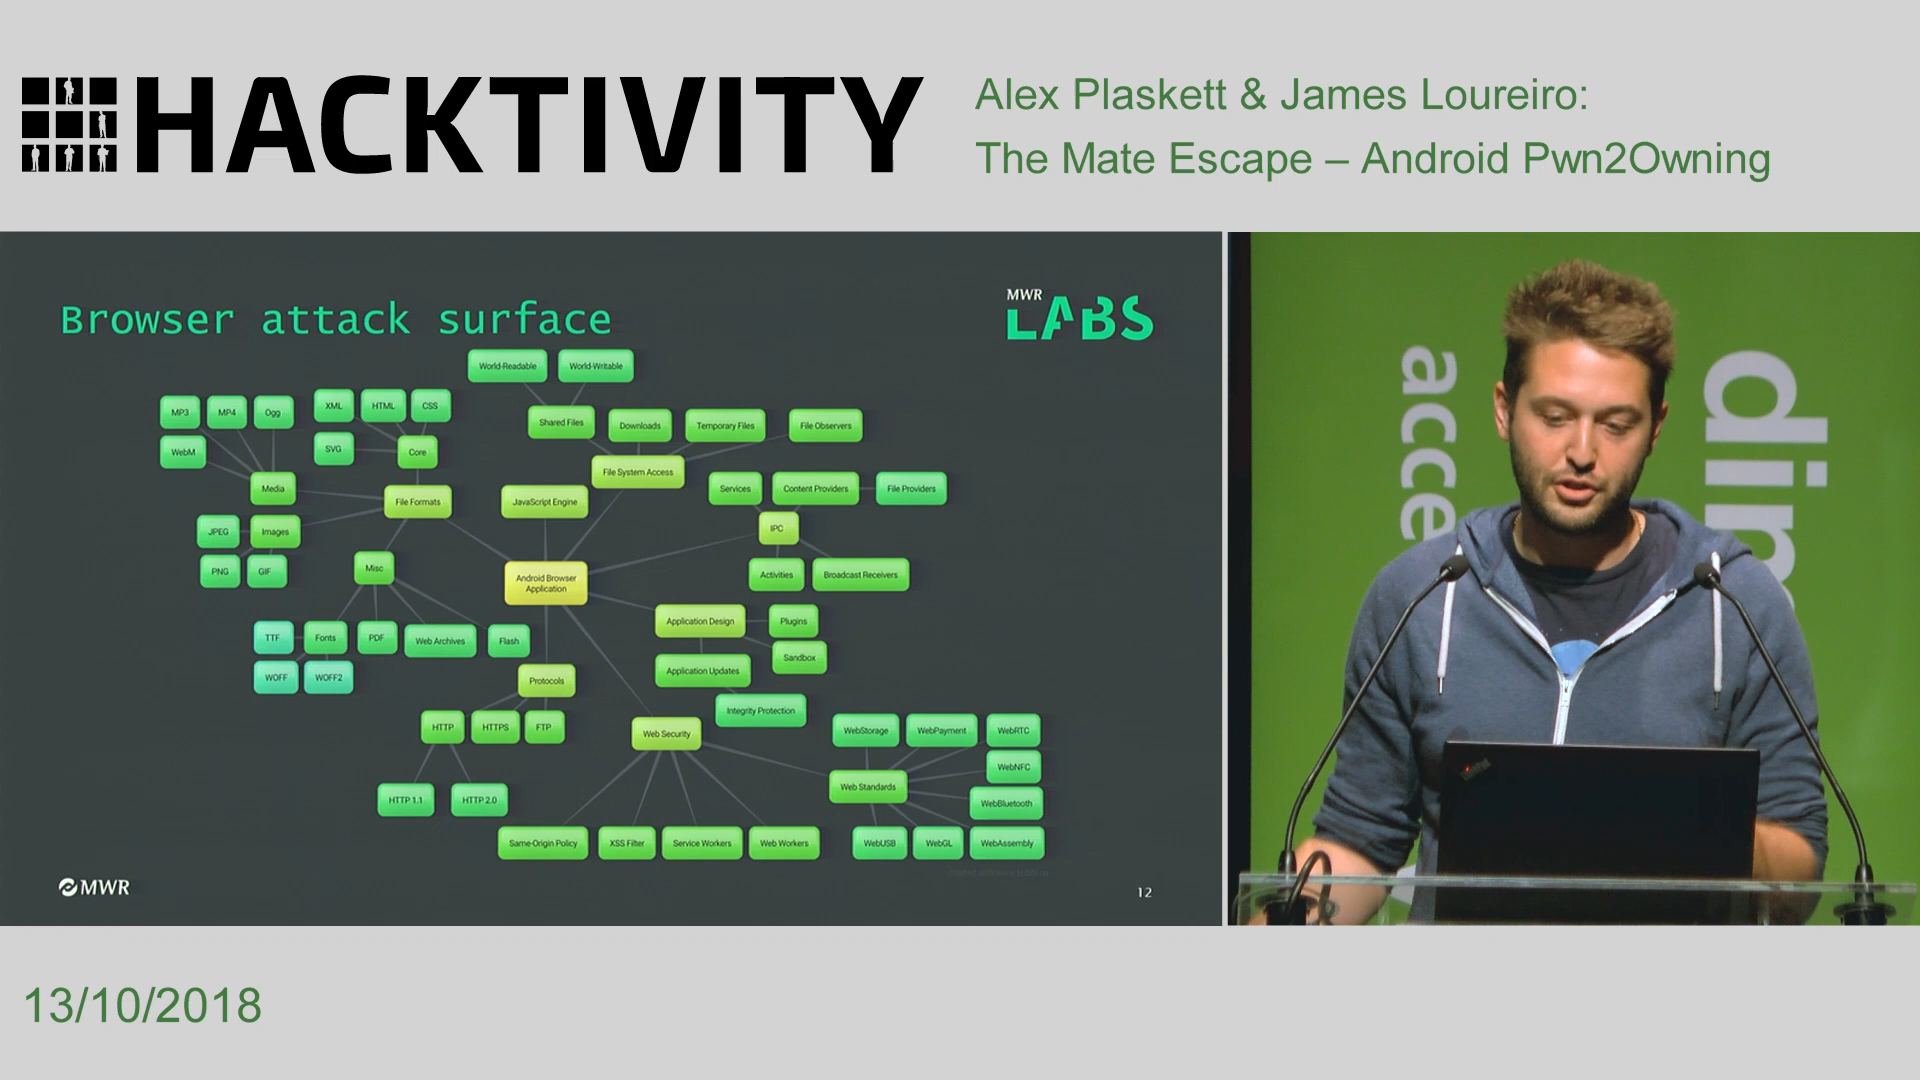 HACKTIVITY
Alex Plaskett & James Loureiro:
The Mate Escape – Android Pwn2Owning
Browser attack surface
MWR
LABS
World-Readable
World-Writable
MP3
MP4
Ogg
XML
HTML
CSS
Shared Files
Downloads
Temporary Files
File Observers
WebM
SVG
Core
File System Access
Media
File Formats
JavaScript Engine
Services
Content Providers
File Providers
JPEG
Images
IPC
PNG
GIF
Misc
Android Browser
Application
Activities
Broadcast Receivers
Application Design
Plugins
TTF
Fonts
PDF
Web Archives
Flash
Sandbox
WOFF
WOFF2
Protocols
Application Updates
Integrity Protection
HTTP
HTTPS
FTP
Web Security
WebStorage
WebPayment
WebRTC
WebNFC
Web Standards
HTTP 1.1
HTTP 2.0
WebBluetooth
Same-Origin Policy
XSS Filter
Service Workers
Web Workers
WebUSB
WebGL
WebAssembly
MWR
12
acce
dim
ThinkPad
13/10/2018